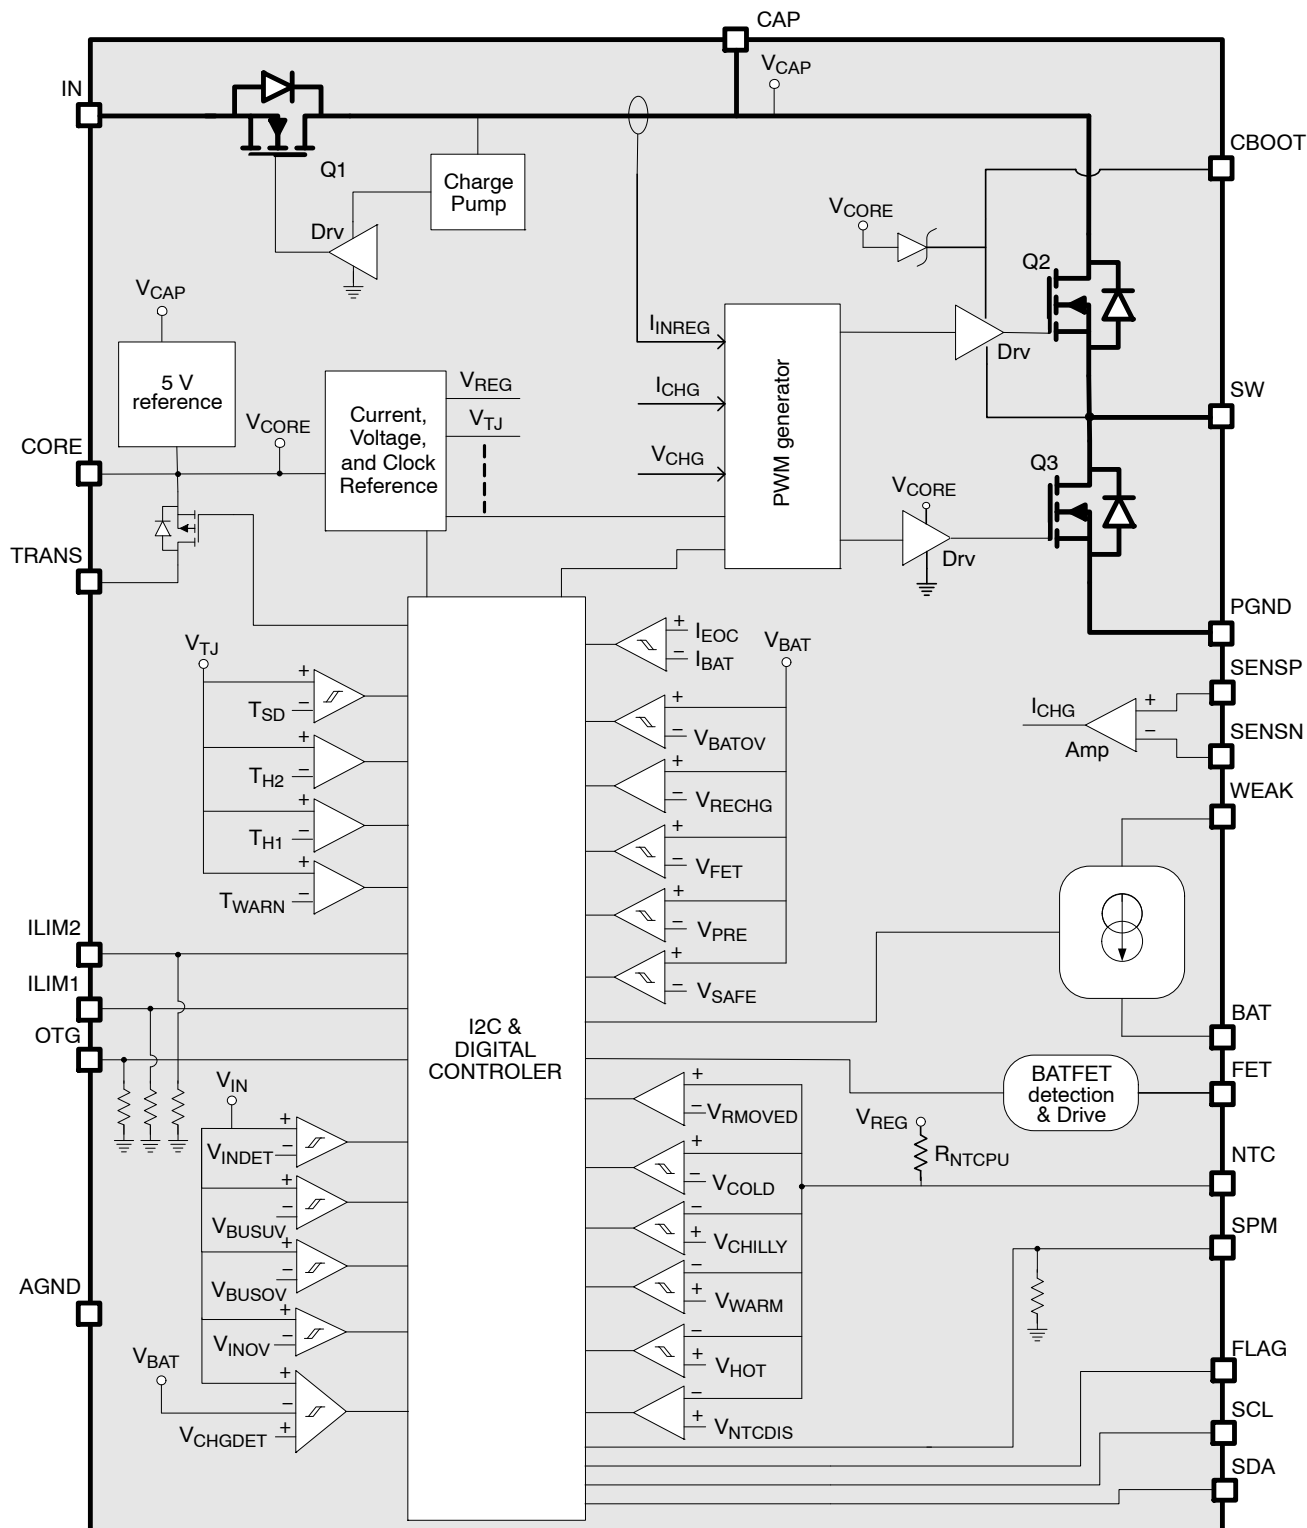 CAP
VCAP
IN
Q1
Charge
Pump
Drv
CBOOT
VCORE
Q2
Drv
VCAP
5 V
reference
VCORE
CORE
Current,
Voltage,
and Clock
Reference
VREG
VTJ
IINREG
ICHG
VCHG
PWM generator
SW
Q3
VCORE
Drv
TRANS
PGND
VTJ
+
− TSD
+
− TH2
+
− TH1
+
− TWARN
+ IEOC
− IBAT
VBAT
+
− VBATOV
+
− VRECHG
+
− VFET
+
− VPRE
+
− VSAFE
SENSP
ICHG
+
−
Amp
SENSN
WEAK
ILIM2
ILIM1
OTG
I2C &
DIGITAL
CONTROLER
BAT
FET
BATFET
detection
& Drive
VIN
+
− VINDET
+
− VBUSUV
+
− VBUSOV
+
− VINOV
VBAT
+
−
+ VCHGDET
AGND
+
− VRMOVED
+
− VCOLD
−
+ VCHILLY
−
+ VWARM
−
+ VHOT
−
+ VNTCDIS
VREG
RNTCPU
NTC
SPM
FLAG
SCL
SDA